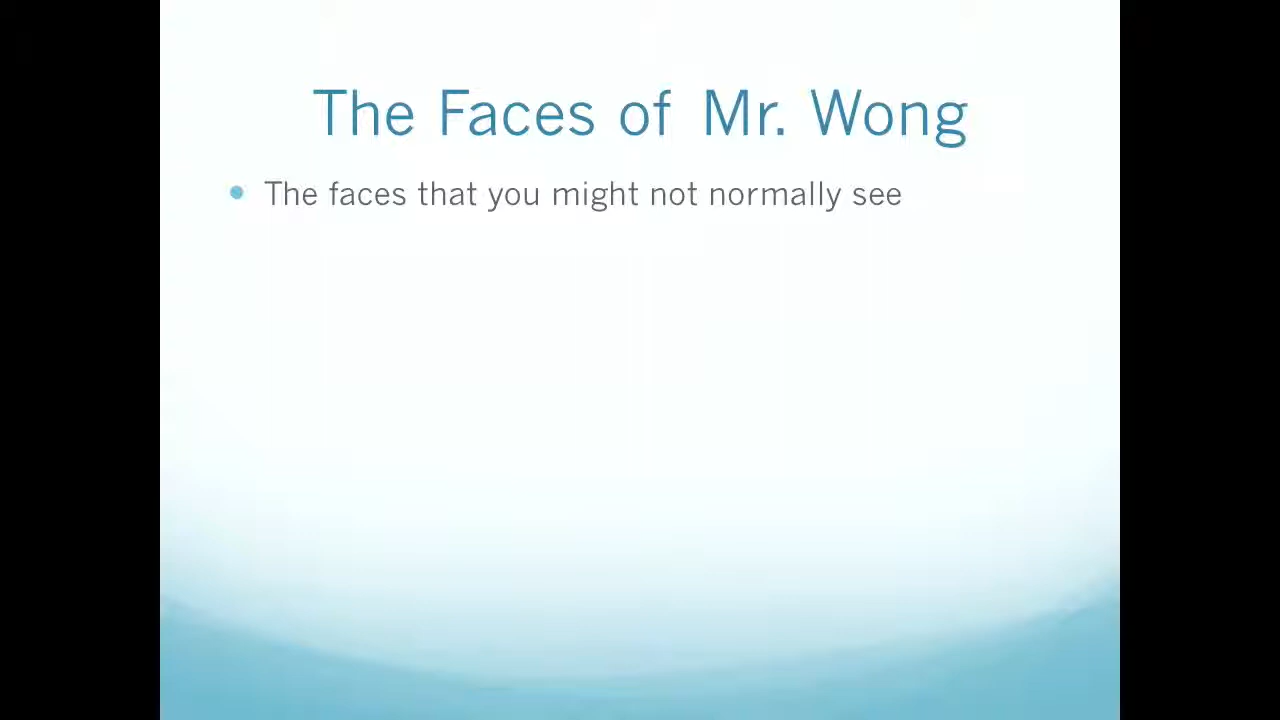 The Faces of Mr. Wong
The faces that you might not normally see